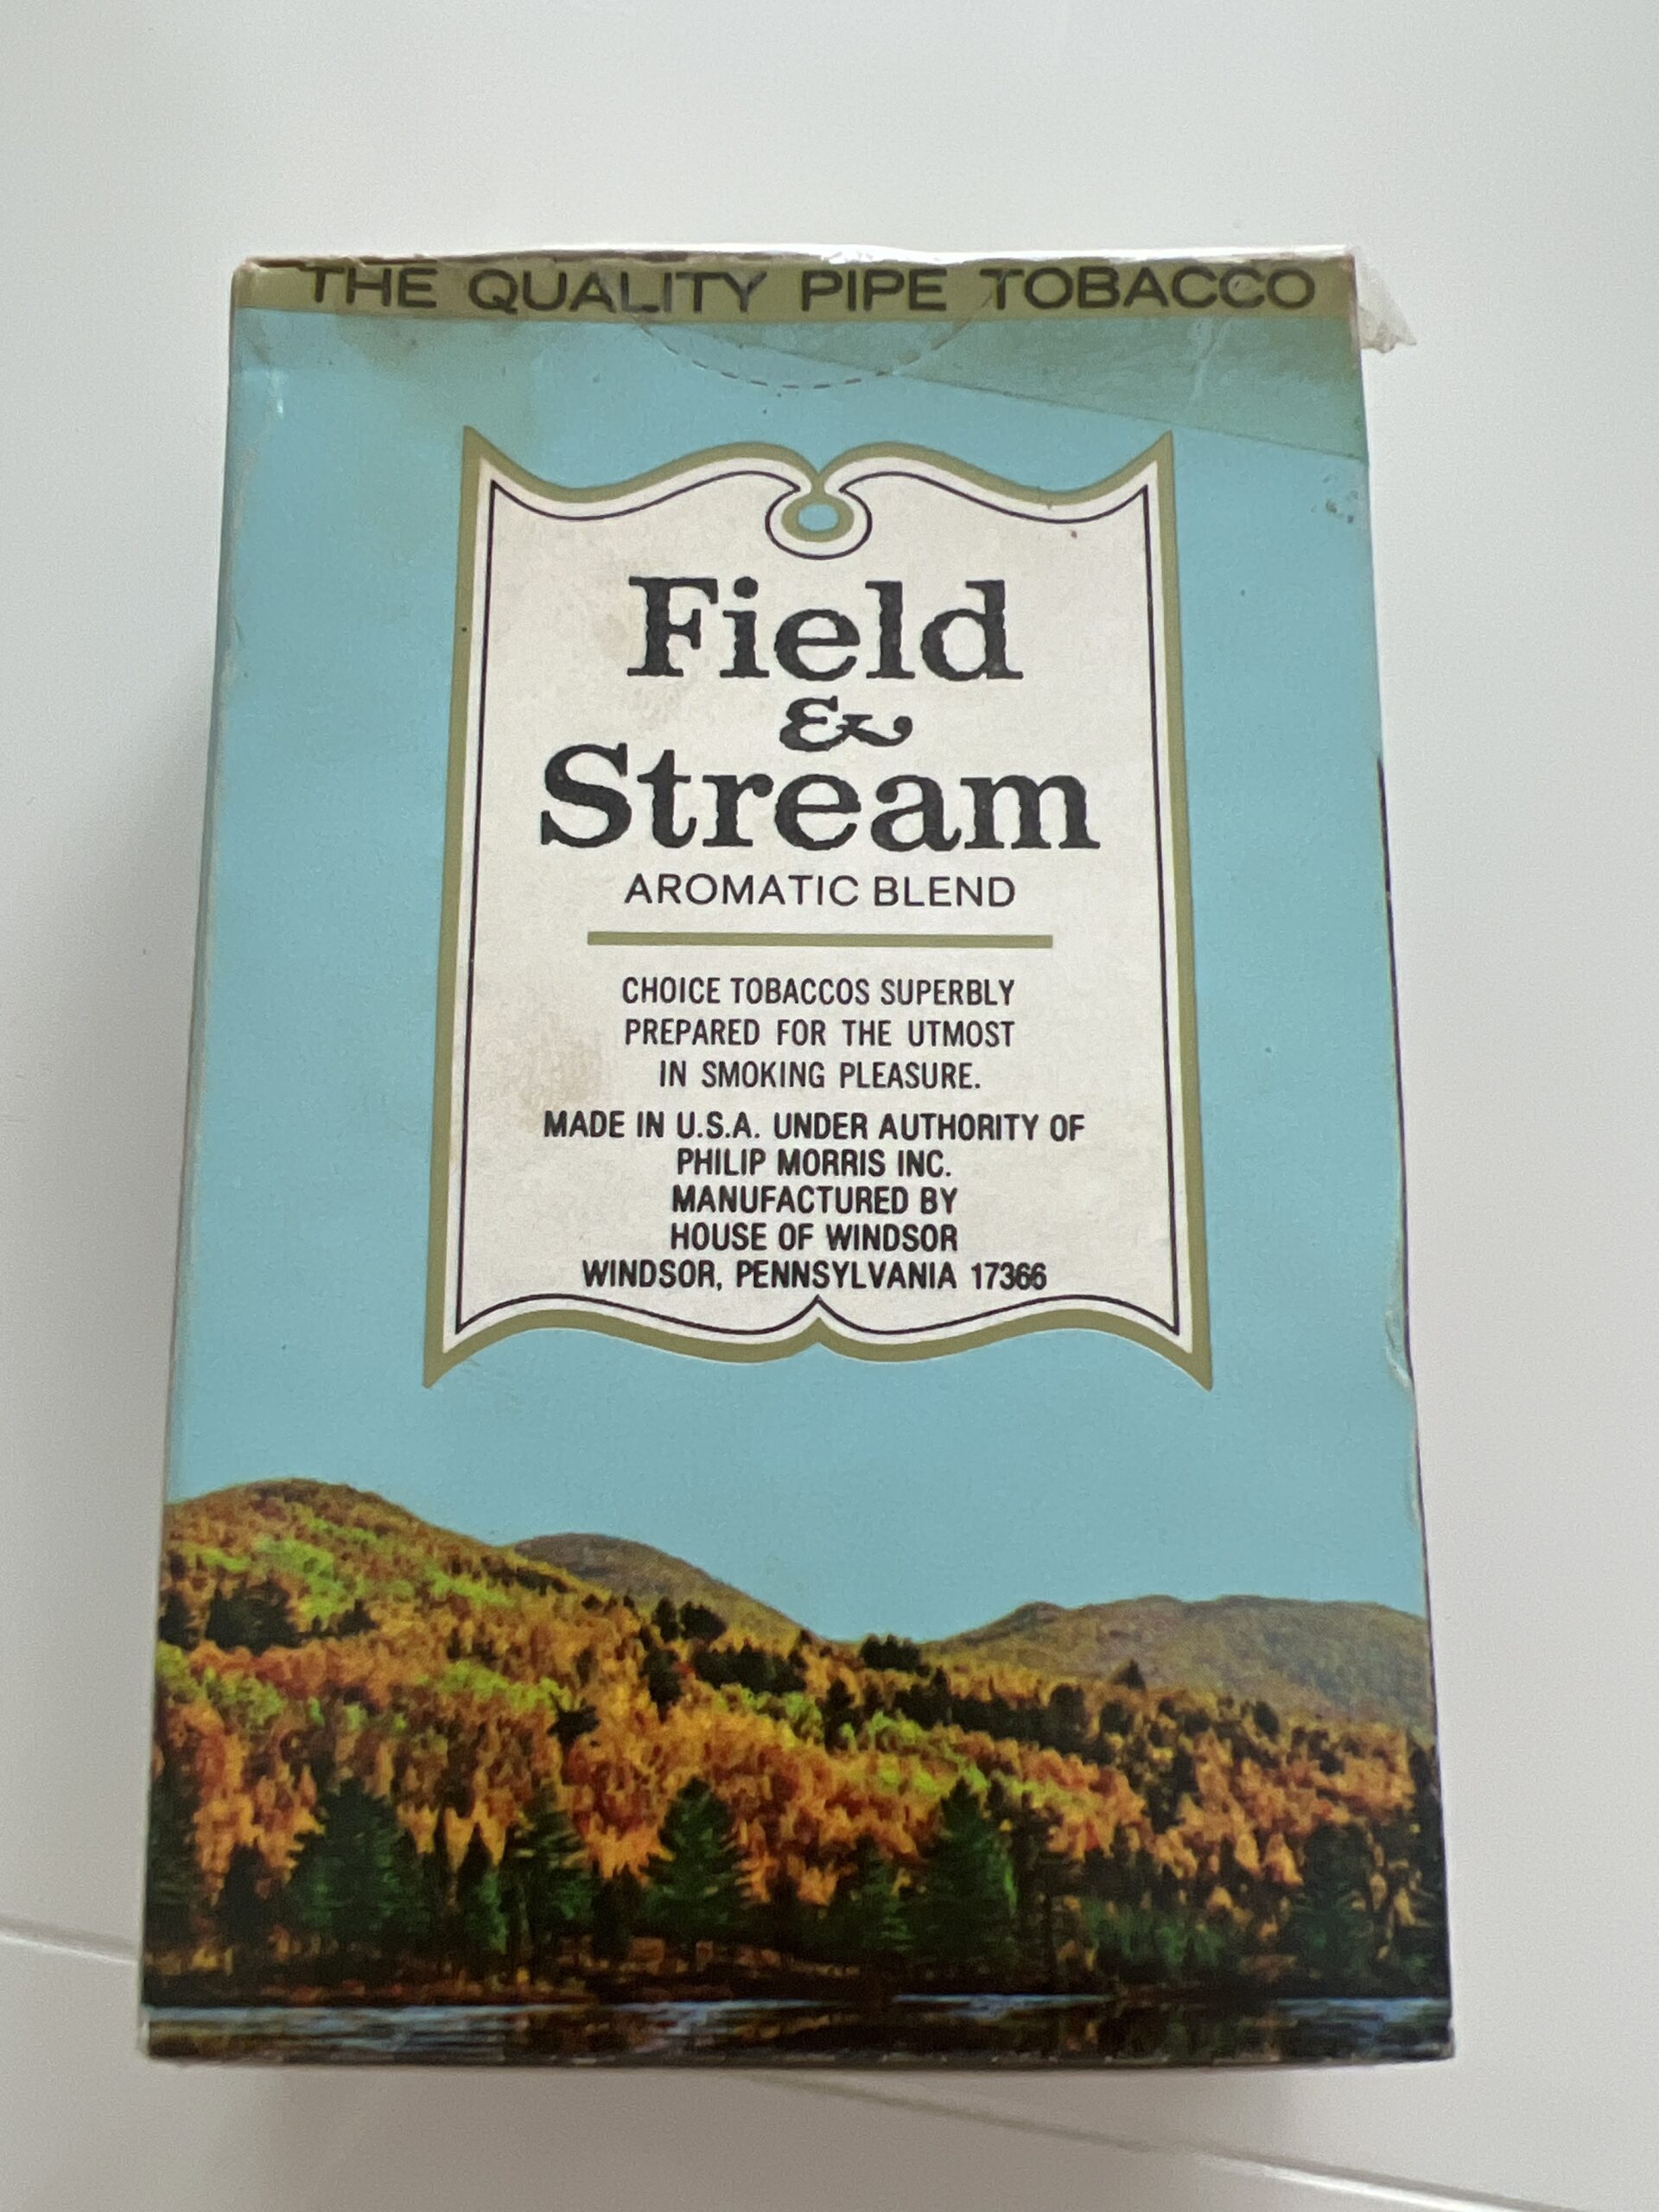 THE QUALITY PIPE TOBACCO
Field
&
Stream
AROMATIC BLEND
CHOICE TOBACCOS SUPERBLY
PREPARED FOR THE UTMOST
IN SMOKING PLEASURE.
MADE IN U.S.A. UNDER AUTHORITY OF
PHILIP MORRIS INC.
MANUFACTURED BY
HOUSE OF WINDSOR
WINDSOR, PENNSYLVANIA 17366